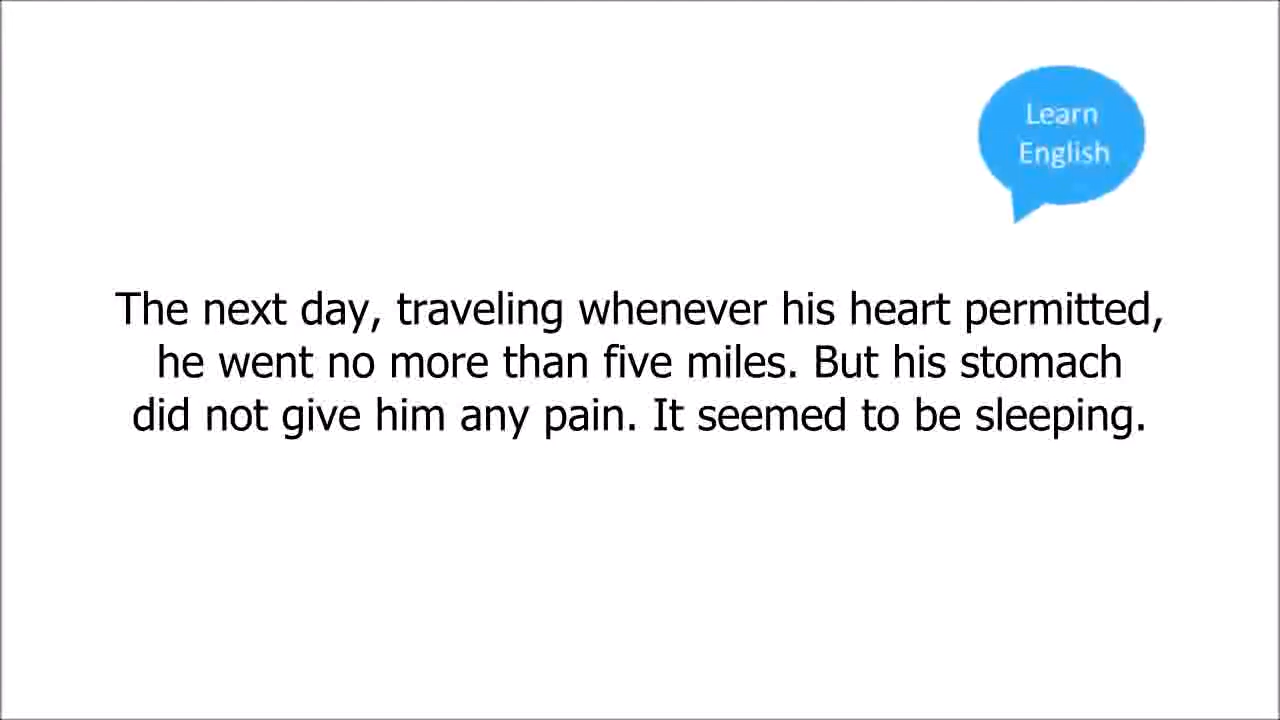 Learn
English
The next day, traveling whenever his heart permitted,
he went no more than five miles. But his stomach
did not give him any pain. It seemed to be sleeping.